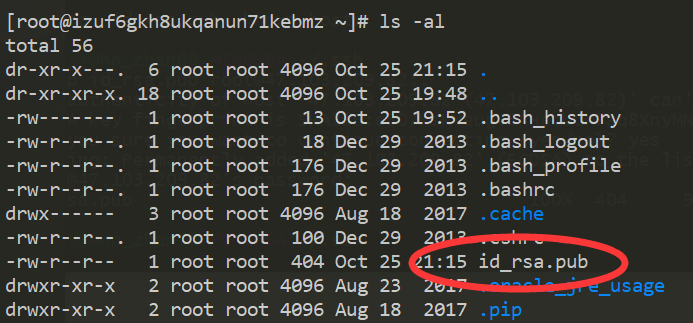 [root@izuf6gkh8ukqanun71kebmz ~]# ls -al
total 56
dr-xr-x---. 6 root root 4096 Oct 25 21:15 .
dr-xr-xr-x. 18 root root 4096 Oct 25 19:48 ..
-rw------- 1 root root 13 Oct 25 19:52 .bash_history
-rw-r--r--. 1 root root 18 Dec 29 2013 .bash_logout
-rw-r--r--. 1 root root 176 Dec 29 2013 .bash_profile
-rw-r--r--. 1 root root 176 Dec 29 2013 .bashrc
drwx------ 3 root root 4096 Aug 18 2017 .cache
-rw-r--r--. 1 root root 100 Dec 29 2013 .cshrc
-rw-r--r-- 1 root root 404 Oct 25 21:15 id_rsa.pub
drwxr-xr-x 2 root root 4096 Aug 23 2017 .oracle_jre_usage
drwxr-xr-x 2 root root 4096 Aug 18 2017 .pip